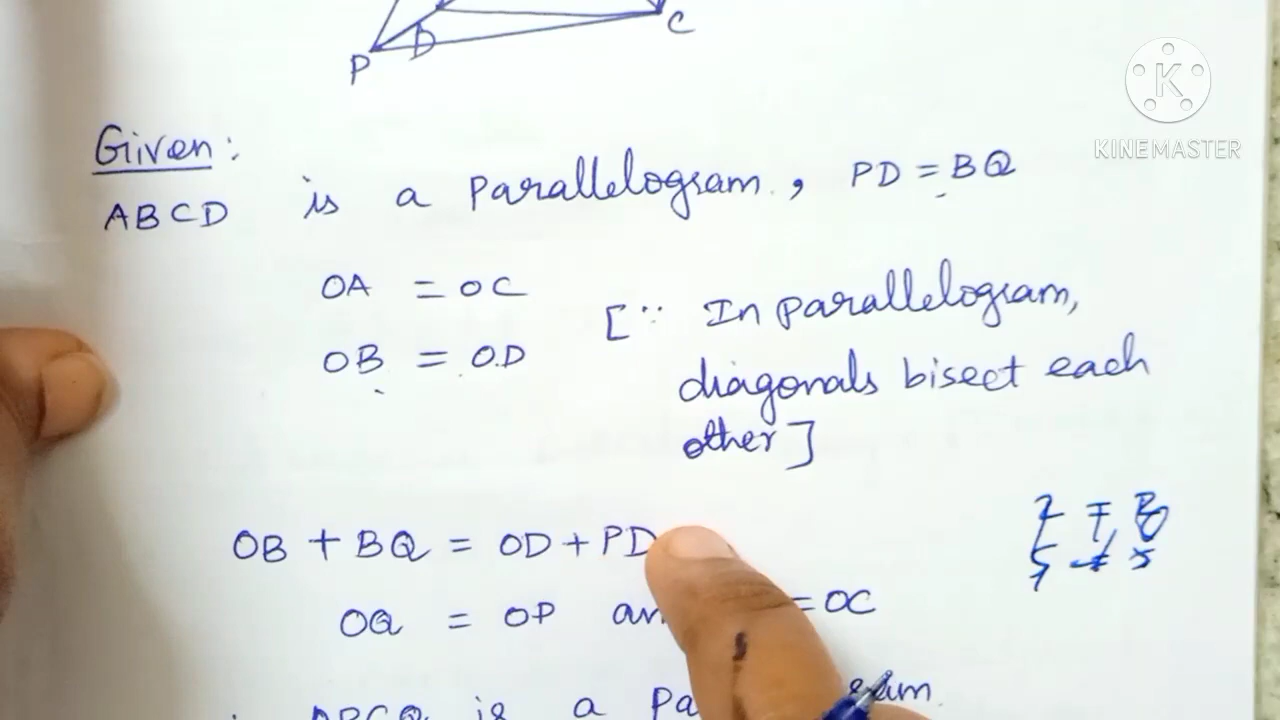 C
P D
K
KINEMASTER
Given:
ABCD is a parallelogram, PD = BQ
OA = OC
OB = OD
[∵ In parallelogram,
diagonals bisect each
other]
OB + BQ = OD + PD
OQ = OP = OC
is a